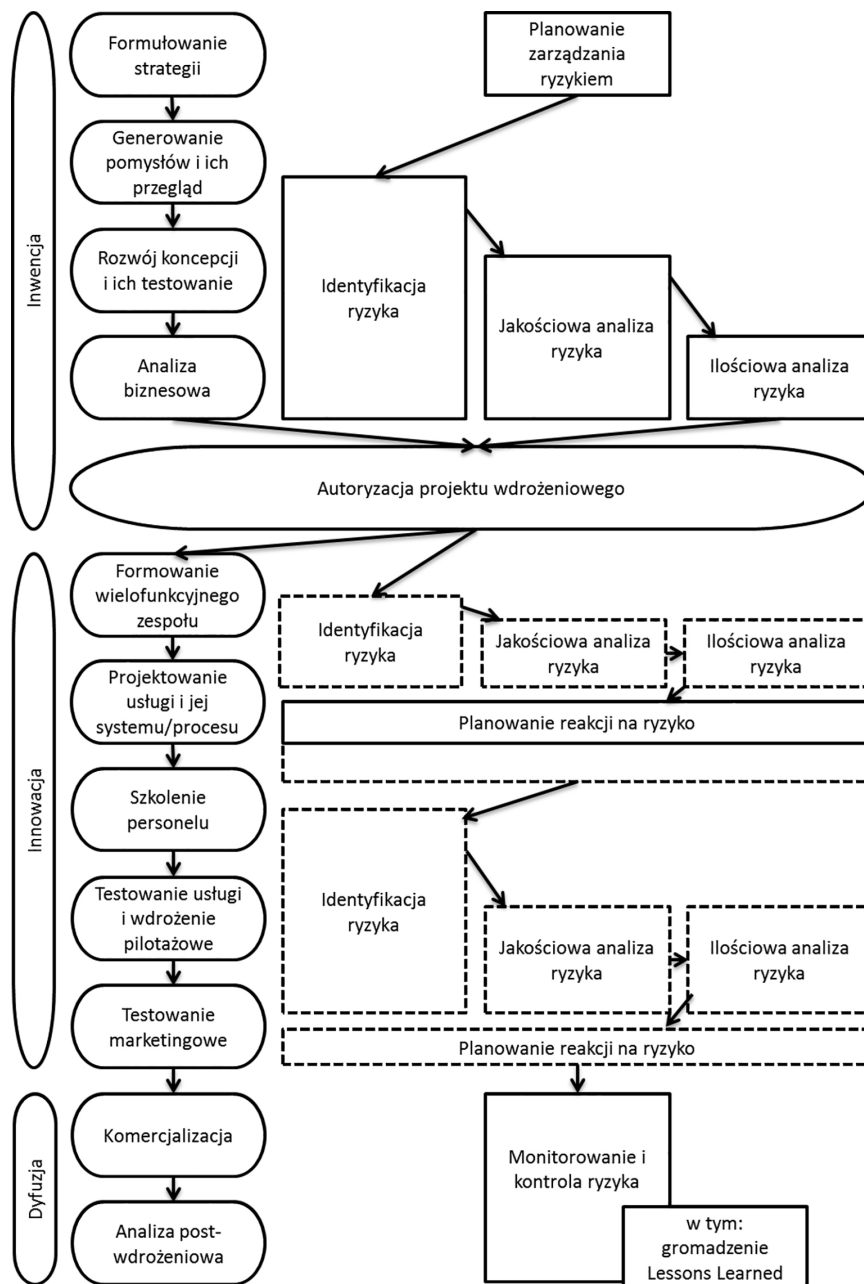 Inwencja
Formułowanie
strategii
Planowanie
zarządzania
ryzykiem
Generowanie
pomysłów i ich
przegląd
Rozwój koncepcji
i ich testowanie
Analiza
biznesowa
Identyfikacja
ryzyka
Jakościowa analiza
ryzyka
Ilościowa analiza
ryzyka
Autoryzacja projektu wdrożeniowego
Innowacja
Formowanie
wielofunkcyjnego
zespołu
Identyfikacja
ryzyka
Jakościowa analiza
ryzyka
Ilościowa analiza
ryzyka
Projektowanie
usługi i jej
systemu/procesu
Planowanie reakcji na ryzyko
Szkolenie
personelu
Testowanie usługi
i wdrożenie
pilotażowe
Identyfikacja
ryzyka
Jakościowa analiza
ryzyka
Ilościowa analiza
ryzyka
Testowanie
marketingowe
Planowanie reakcji na ryzyko
Dyfuzja
Komercjalizacja
Analiza post-
wdrożeniowa
Monitorowanie i
kontrola ryzyka
w tym:
gromadzenie
Lessons Learned